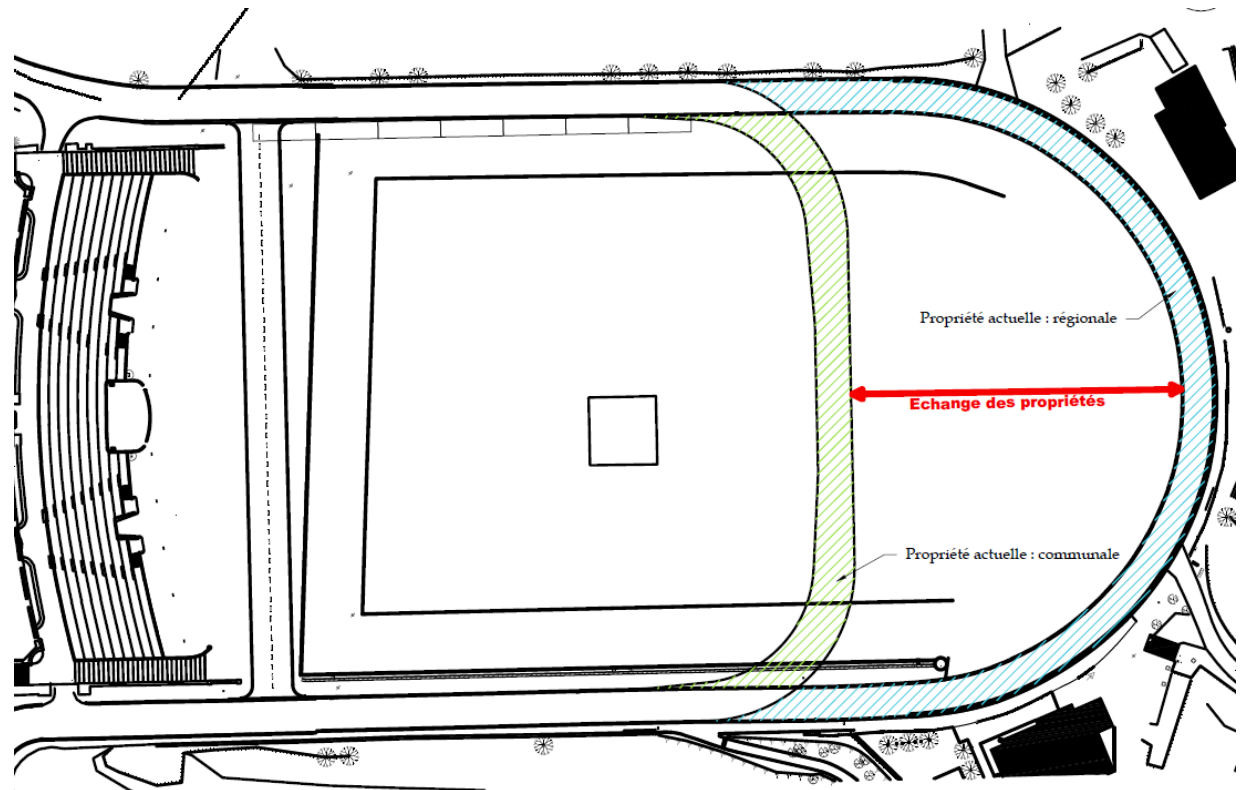 Propriété actuelle : régionale
Echange des propriétés
Propriété actuelle : communale